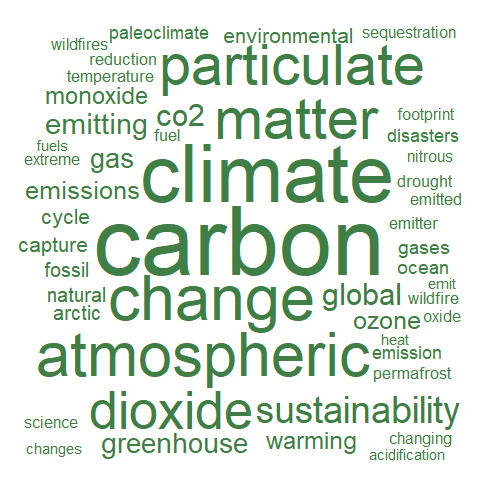 paleoclimate environmental sequestration
wildfires
reduction particulate
temperature
monoxide co2 matter footprint
emitting fuel disasters
fuels gas climate nitrous
extreme
emissions drought
emitted
cycle carbon emitter
capture gases
fossil ocean
natural change global emit
wildfire
arctic ozone oxide
atmospheric heat
emission
permafrost
dioxide sustainability
science
greenhouse warming changing
changes acidification